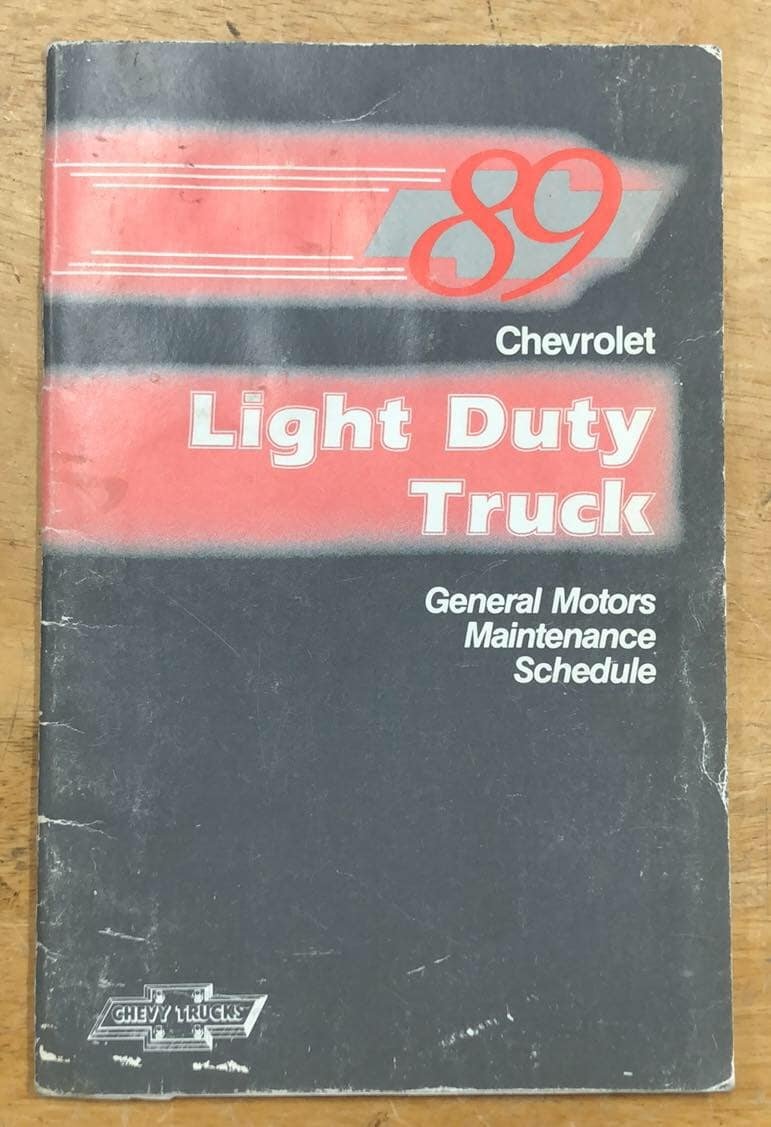 89
Chevrolet
Light Duty
Truck
General Motors
Maintenance
Schedule
CHEVY TRUCKS